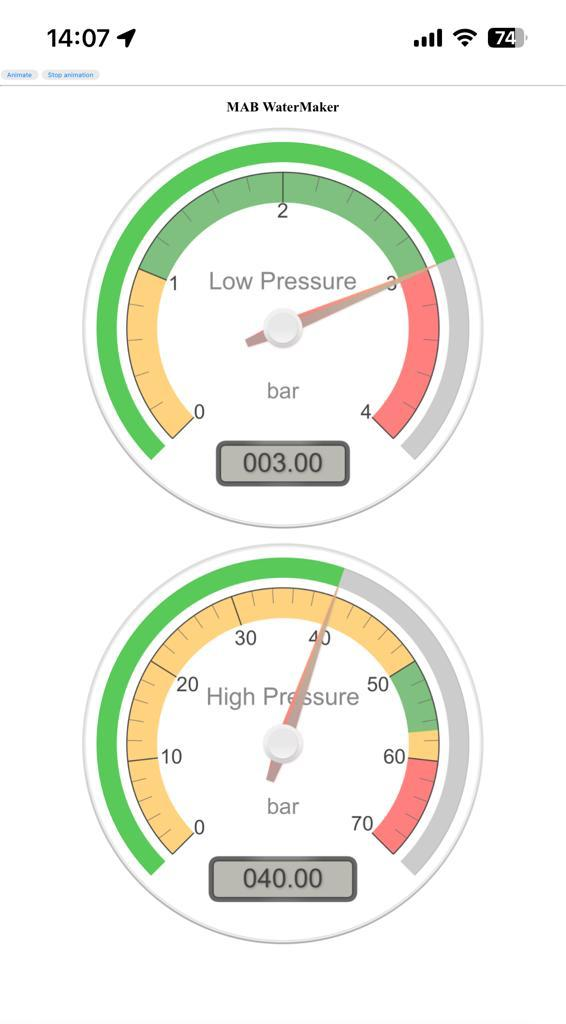 14:07 74
Animate Stop animation
MAB WaterMaker
2
1 Low Pressure 3
bar
0 4
003.00
30 40
20 50
High Pressure
10 60
bar
0 70
040.00